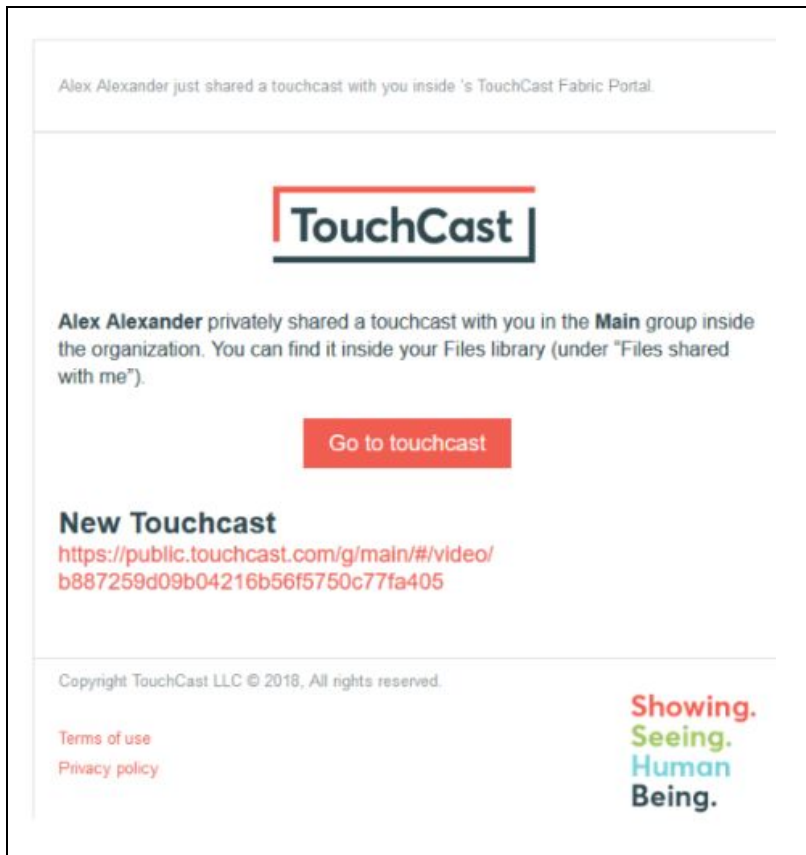 Alex Alexander just shared a touchcast with you inside 's TouchCast Fabric Portal.
TouchCast
Alex Alexander privately shared a touchcast with you in the Main group inside
the organization. You can find it inside your Files library (under “Files shared
with me”).
Go to touchcast
New Touchcast
https://public.touchcast.com/g/main/#/video/
b887259d09b04216b56f5750c77fa405
Copyright TouchCast LLC © 2018, All rights reserved.
Terms of use
Privacy policy
Showing.
Seeing.
Human
Being.